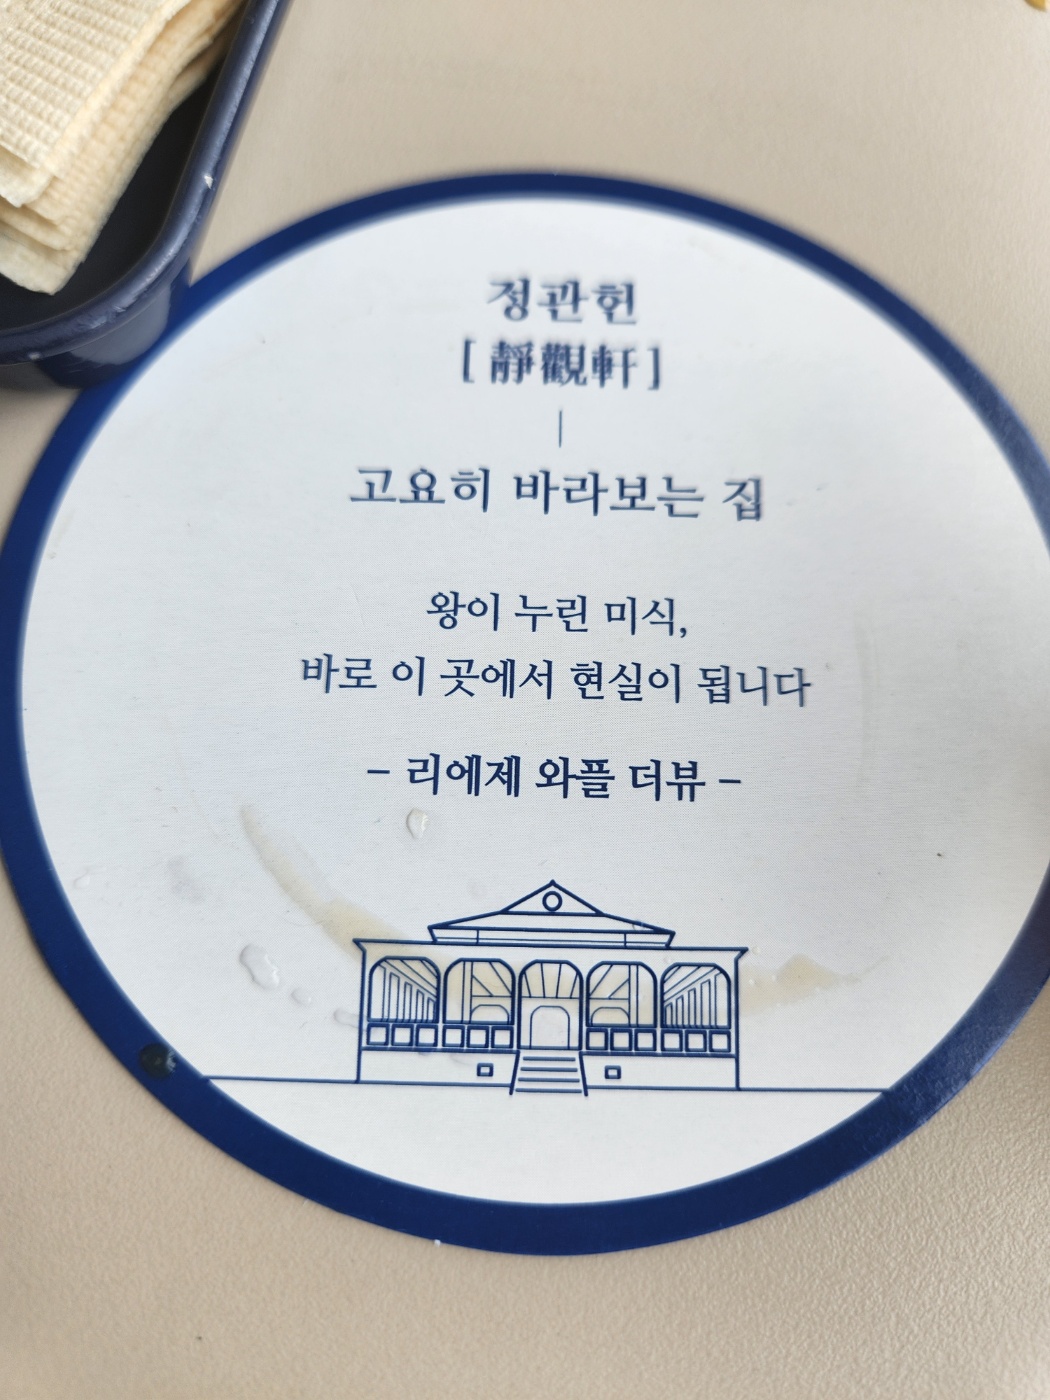 정관헌
[ 靜觀軒 ]
고요히 바라보는 집
왕이 누린 미식,
바로 이 곳에서 현실이 됩니다
– 리에제 와플 더뷰 –